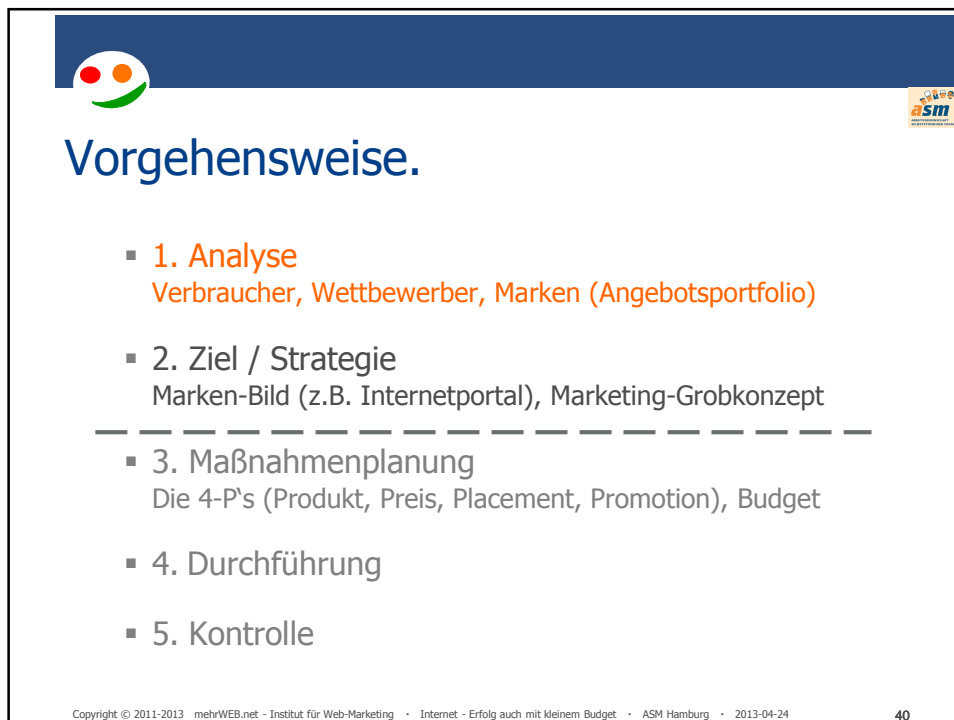 asm
Vorgehensweise.
▪ 1. Analyse
Verbraucher, Wettbewerber, Marken (Angebotsportfolio)
▪ 2. Ziel / Strategie
Marken-Bild (z.B. Internetportal), Marketing-Grobkonzept
▪ 3. Maßnahmenplanung
Die 4-P‘s (Produkt, Preis, Placement, Promotion), Budget
▪ 4. Durchführung
▪ 5. Kontrolle
Copyright © 2011-2013 mehrWEB.net - Institut für Web-Marketing · Internet - Erfolg auch mit kleinem Budget · ASM Hamburg · 2013-04-24 40